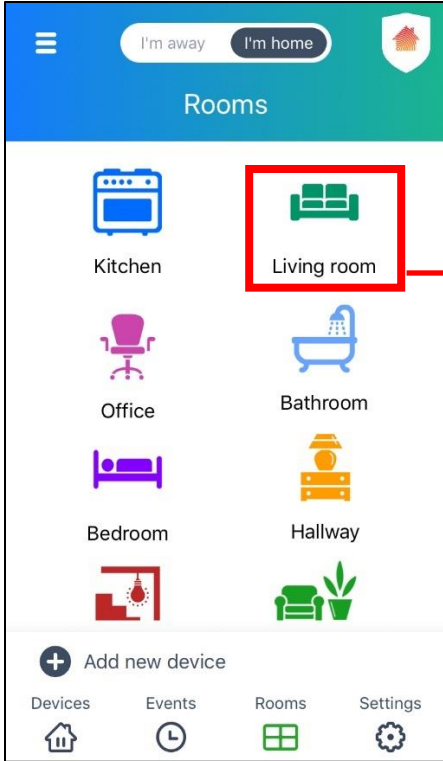 I'm away I'm home
Rooms
Kitchen Living room
Office Bathroom
Bedroom Hallway
Add new device
Devices Events Rooms Settings